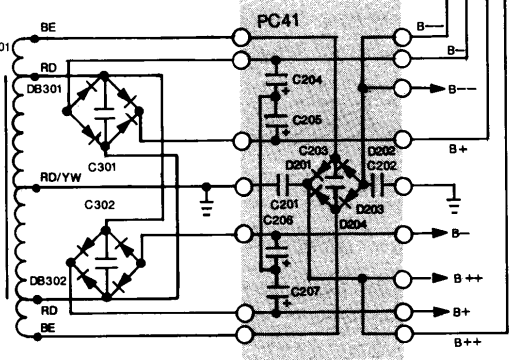 BE
PC41
B--
01
RD
B-
DB301
C204
B--
C205
C203
D202
B+
C301
D201
C202
RD/YW
C201
D203
C302
C206
D204
B-
DB302
C207
B++
RD
B+
BE
B++